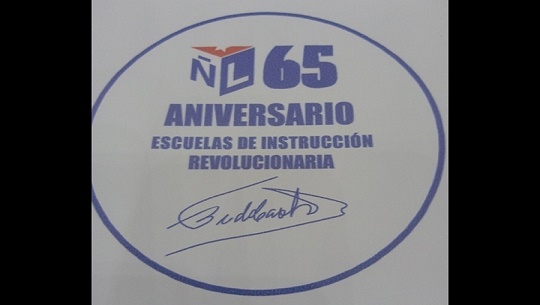 ÑL 65
ANIVERSARIO
ESCUELAS DE INSTRUCCIÓN
REVOLUCIONARIA